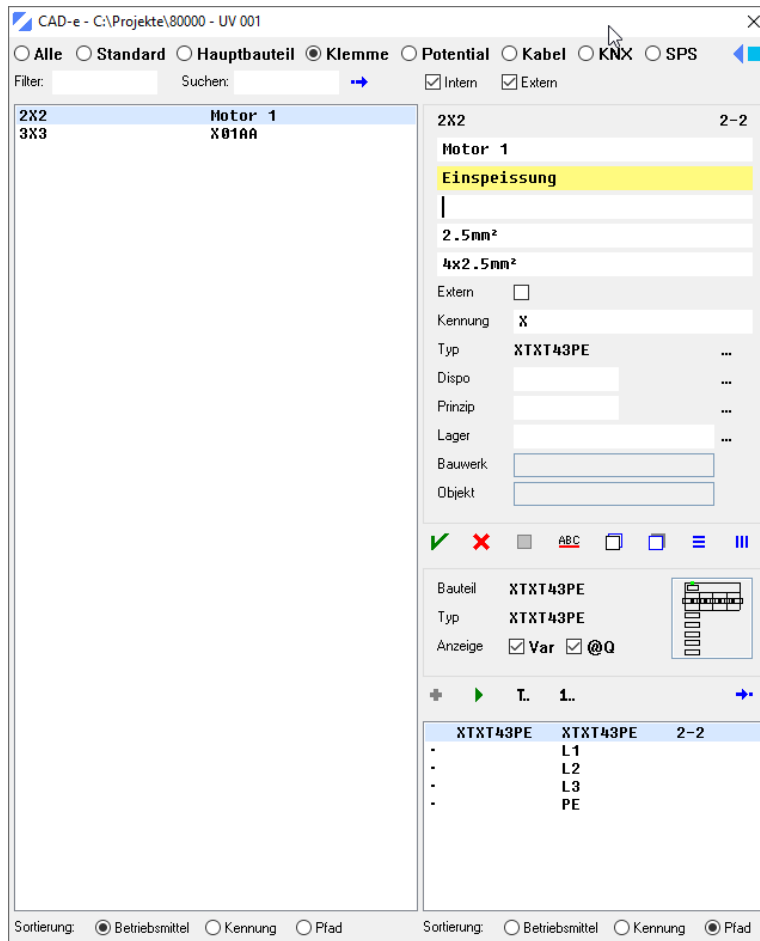 CAD-e - C:\Projekte\80000 - UV 001
Alle Standard Hauptbauteil Klemme Potential Kabel KNX SPS
Filter: Suchen: Intern Extern
2X2 Motor 1
3X3 X01AA
2X2 2-2
Motor 1
Einspeissung
2.5mm²
4x2.5mm²
Extern
Kennung X
Typ XTXT43PE ...
Dispo ...
Prinzip ...
Lager ...
Bauwerk
Objekt
ABC
Bauteil XTXT43PE
Typ XTXT43PE
Anzeige Var @Q
T.. 1..
XTXT43PE XTXT43PE 2-2
- L1
- L2
- L3
- PE
Sortierung: Betriebsmittel Kennung Pfad
Sortierung: Betriebsmittel Kennung Pfad